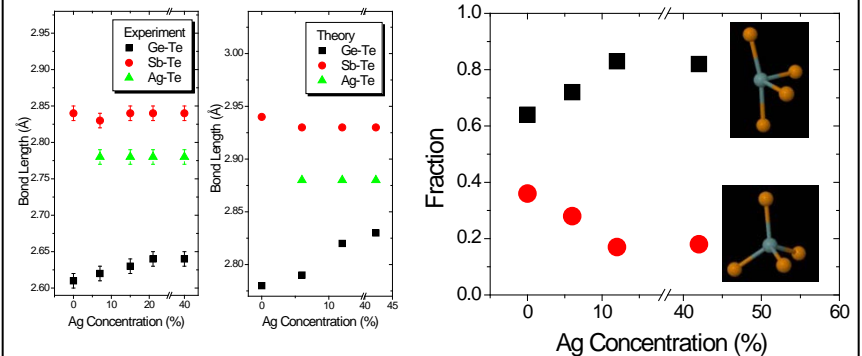 Experiment
Ge-Te
Sb-Te
Ag-Te
2.95
2.90
2.85
2.80
2.75
2.70
2.65
2.60
Bond Length (Å)
0 10 20 40
Ag Concentration (%)
Theory
Ge-Te
Sb-Te
Ag-Te
3.00
2.95
2.90
2.85
2.80
Bond Length (Å)
0 10 40 45
Ag Concentration (%)
1.0
0.8
0.6
0.4
0.2
0.0
Fraction
0 10 40 50 60
Ag Concentration (%)